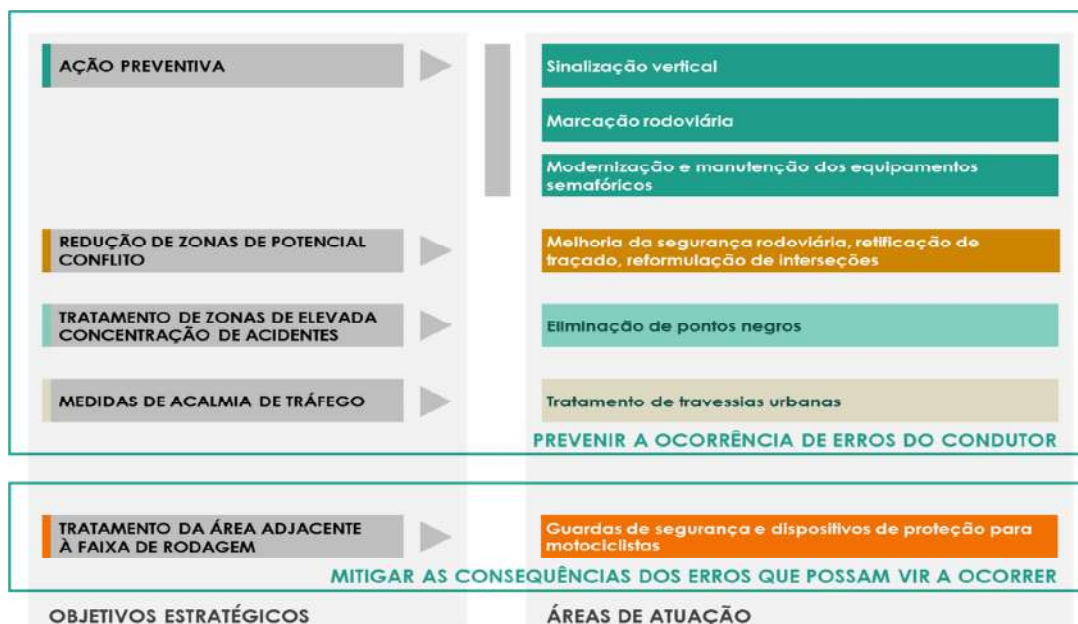 AÇÃO PREVENTIVA
Sinalização vertical
Marcação rodoviária
Modernização e manutenção dos equipamentos
semafóricos
REDUÇÃO DE ZONAS DE POTENCIAL
CONFLITO
Melhoria da segurança rodoviária, retificação de
traçado, reformulação de interseções
TRATAMENTO DE ZONAS DE ELEVADA
CONCENTRAÇÃO DE ACIDENTES
Eliminação de pontos negros
MEDIDAS DE ACALMIA DE TRÁFEGO
Tratamento de travessias urbanas
PREVENIR A OCORRÊNCIA DE ERROS DO CONDUTOR
TRATAMENTO DA ÁREA ADJACENTE
À FAIXA DE RODAGEM
Guardas de segurança e dispositivos de proteção para
motociclistas
MITIGAR AS CONSEQUÊNCIAS DOS ERROS QUE POSSAM VIR A OCORRER
OBJETIVOS ESTRATÉGICOS
ÁREAS DE ATUAÇÃO